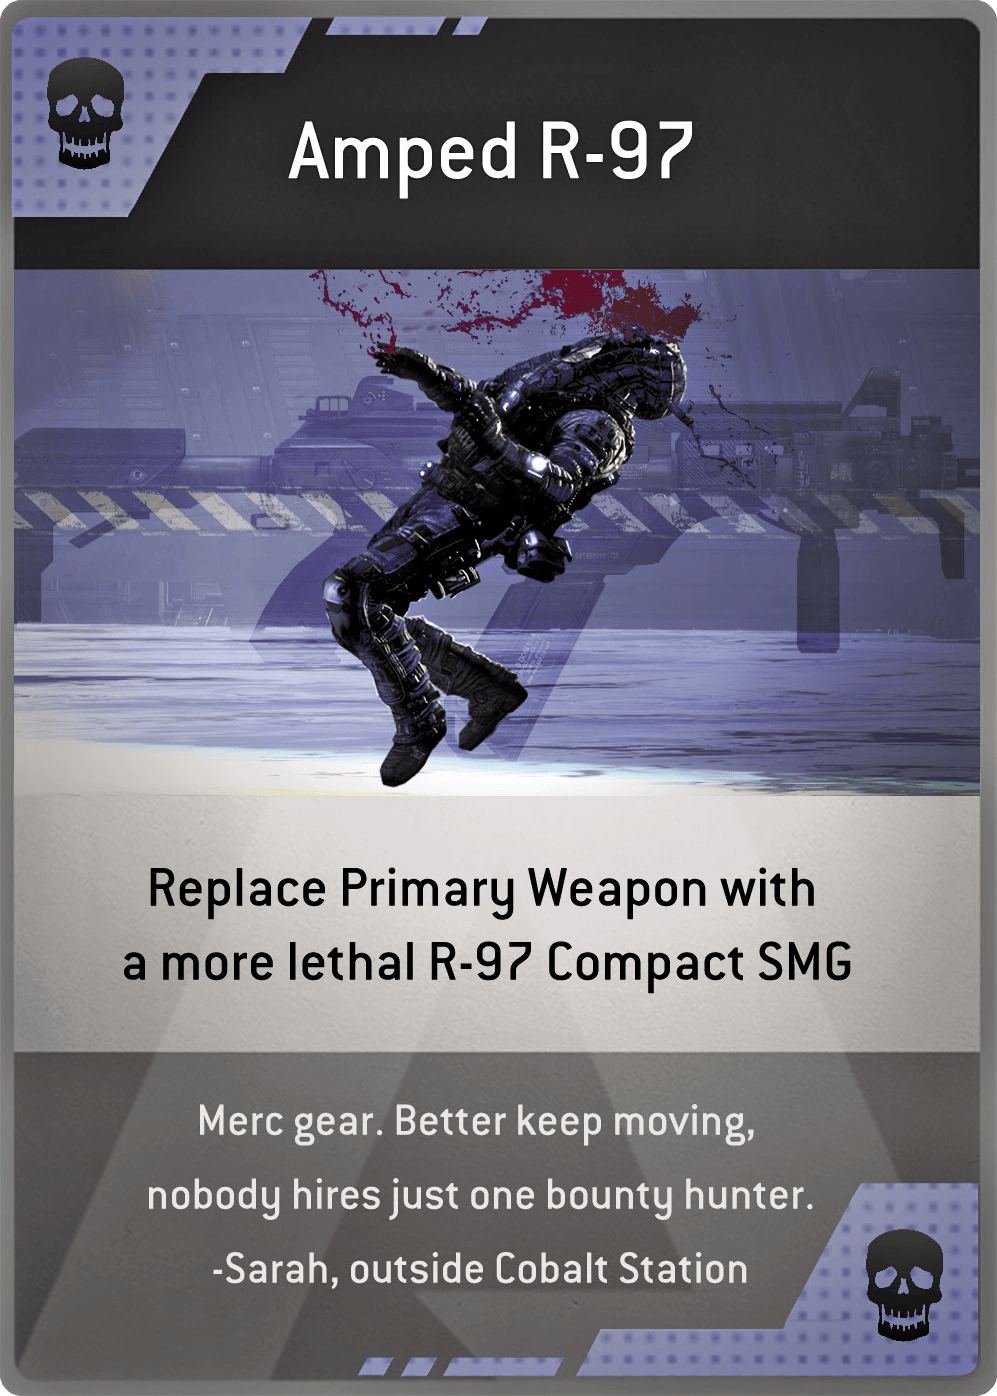 Amped R-97
Replace Primary Weapon with
a more lethal R-97 Compact SMG
Merc gear. Better keep moving,
nobody hires just one bounty hunter.
-Sarah, outside Cobalt Station